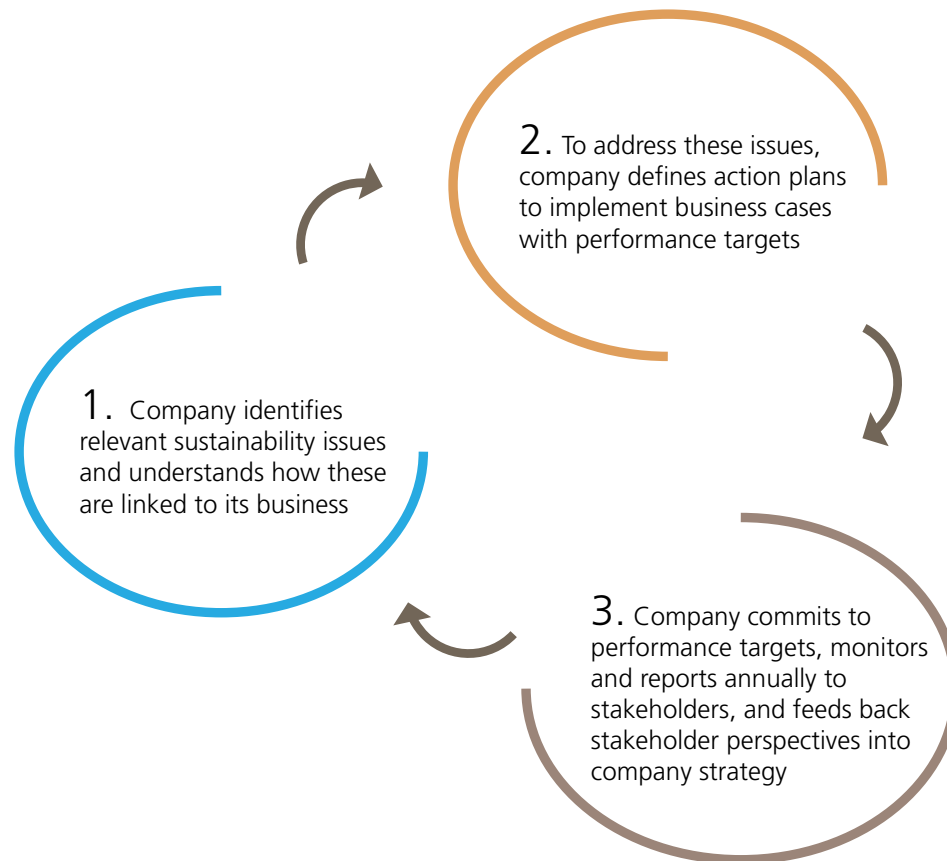 1. Company identifies
relevant sustainability issues
and understands how these
are linked to its business
2. To address these issues,
company defines action plans
to implement business cases
with performance targets
3. Company commits to
performance targets, monitors
and reports annually to
stakeholders, and feeds back
stakeholder perspectives into
company strategy